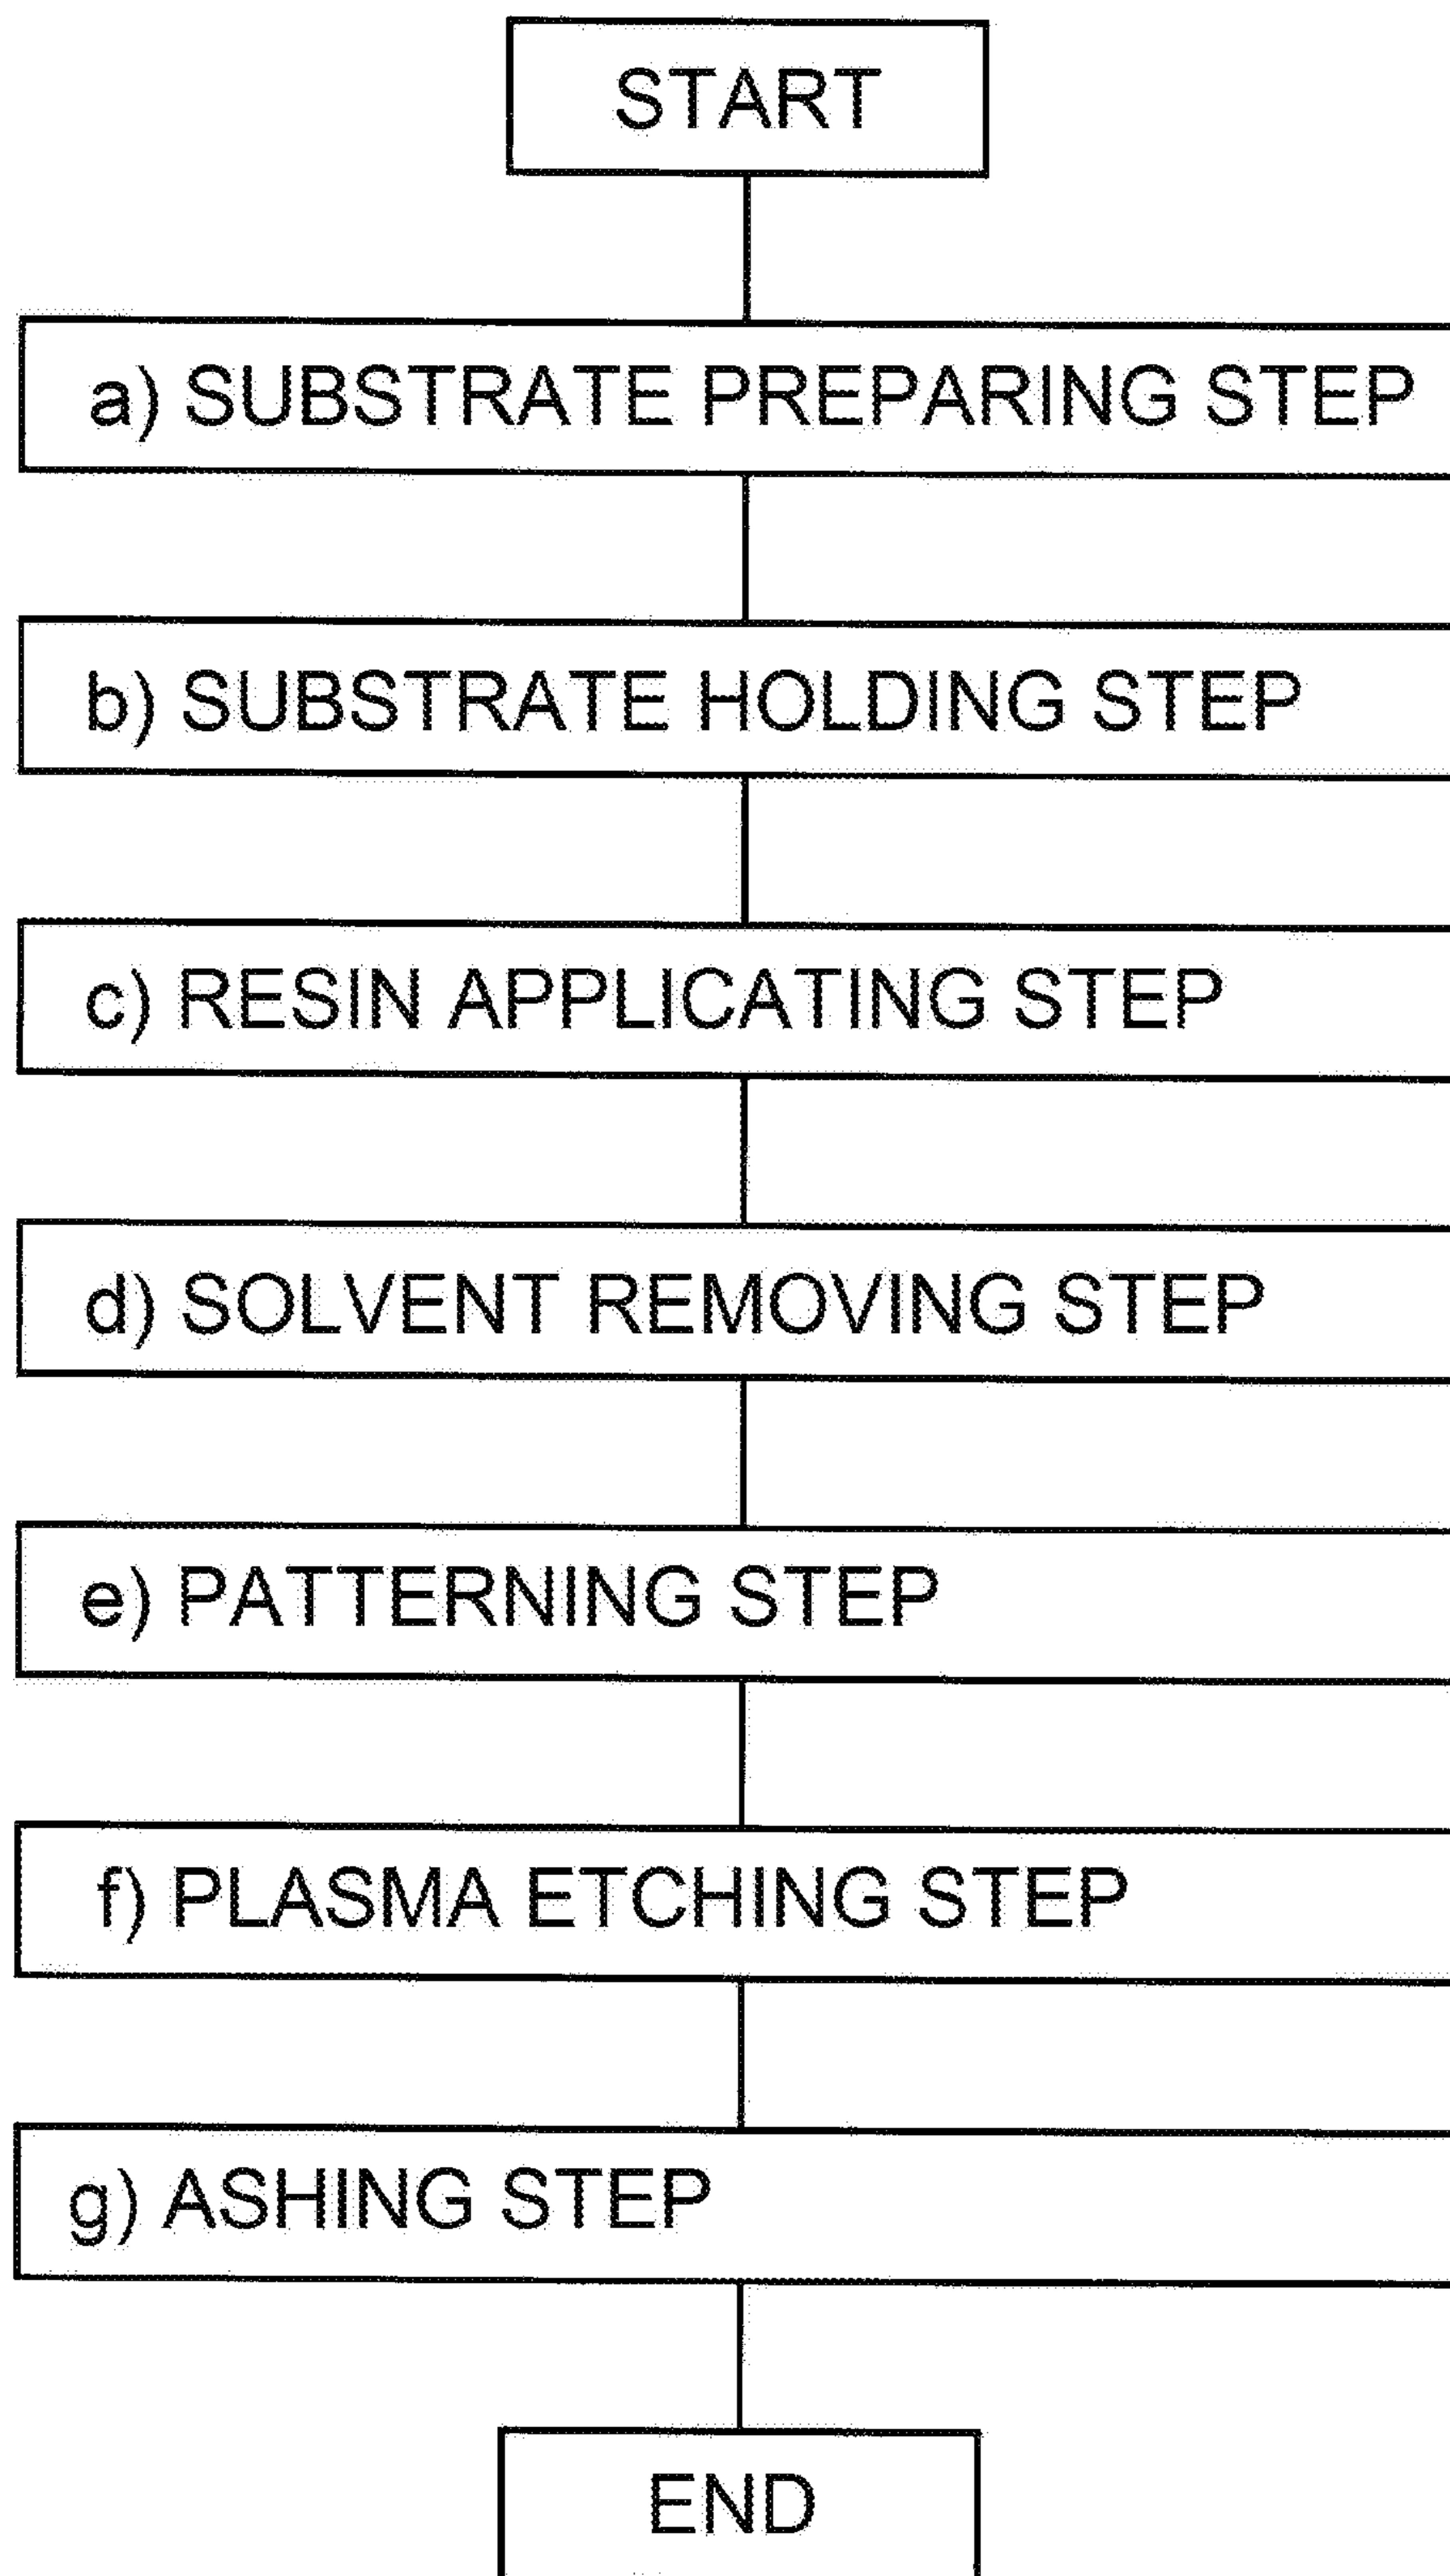 START
a) SUBSTRATE PREPARING STEP
b) SUBSTRATE HOLDING STEP
c) RESIN APPLICATING STEP
d) SOLVENT REMOVING STEP
e) PATTERNING STEP
f) PLASMA ETCHING STEP
g) ASHING STEP
END